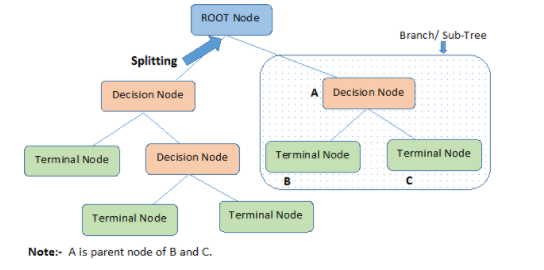 ROOT Node
Branch/ Sub-Tree
Splitting
Decision Node
A
Decision Node
Terminal Node
Decision Node
Terminal Node
Terminal Node
B
C
Terminal Node
Terminal Node
Note:- A is parent node of B and C.